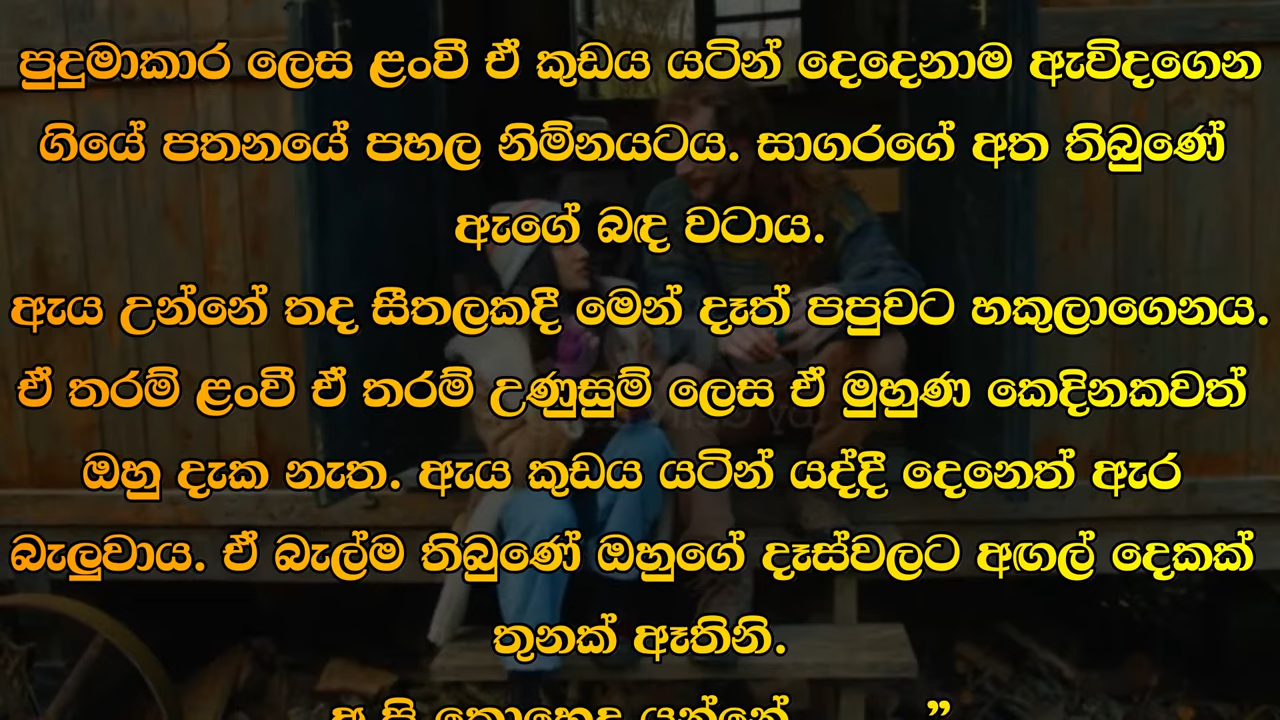 පුදුමාකාර ලෙස ළංවී ඒ කුඩය යටින් දෙදෙනාම ඇවිදගෙන
ගියේ පතනයේ පහල නිම්නයටය. සාගරගේ අත තිබුණේ
ඇගේ බඳ වටාය.
ඇය උන්නේ තද සීතලකදී මෙන් දෑත් පපුවට හකුලාගෙනය.
ඒ තරම් ළංවී ඒ තරම් උණුසුම් ලෙස ඒ මුහුණ කෙදිනකවත්
ඔහු දැක නැත. ඇය කුඩය යටින් යද්දී දෙනෙත් ඇර
බැලුවාය. ඒ බැල්ම තිබුණේ ඔහුගේ දෑස්වලට අඟල් දෙකක්
තුනක් ඈතිනි.
යන්නේ